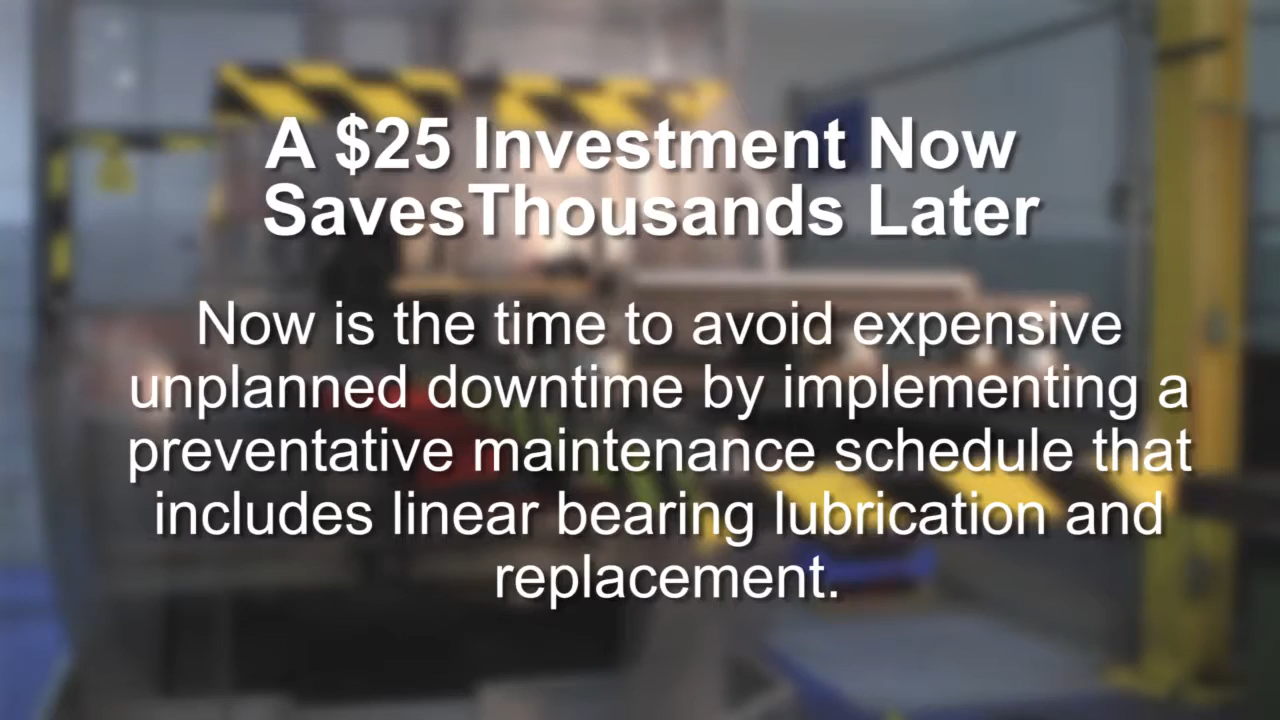 A $25 Investment Now
SavesThousands Later
Now is the time to avoid expensive
unplanned downtime by implementing a
preventative maintenance schedule that
includes linear bearing lubrication and
replacement.